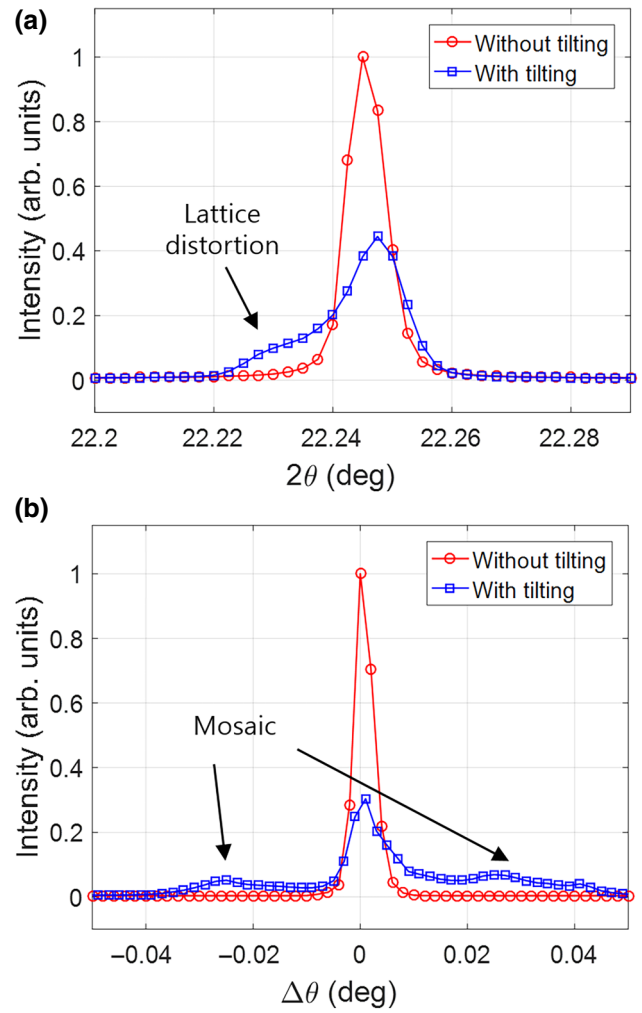 (a)
Without tilting
With tilting
Lattice
distortion
Intensity (arb. units)
1
0.8
0.6
0.4
0.2
0
22.2
22.22
22.24
22.26
22.28
2θ (deg)
(b)
Without tilting
With tilting
Mosaic
Intensity (arb. units)
1
0.8
0.6
0.4
0.2
0
−0.04
−0.02
0
0.02
0.04
Δθ (deg)